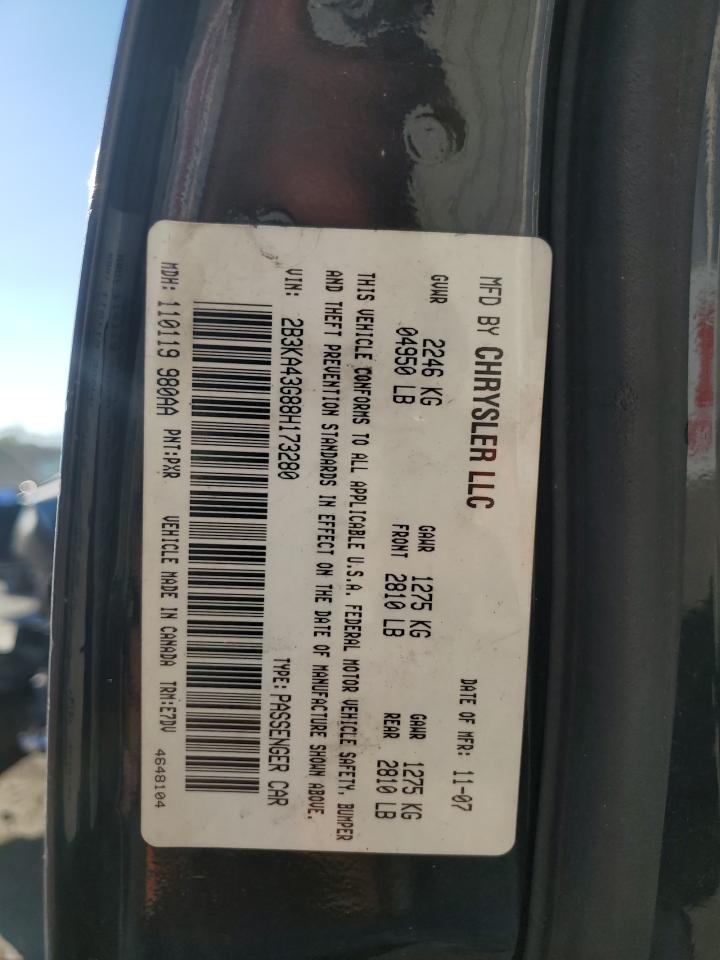 MFD BY CHRYSLER LLC
DATE OF MFR: 11-07
GVWR 2246 KG
04950 LB
GAWR 1275 KG
FRONT 2810 LB
GAWR 1275 KG
REAR 2810 LB
THIS VEHICLE CONFORMS TO ALL APPLICABLE U.S.A. FEDERAL MOTOR VEHICLE SAFETY, BUMPER
AND THEFT PREVENTION STANDARDS IN EFFECT ON THE DATE OF MANUFACTURE SHOWN ABOVE.
VIN: 2B3KA43G88H173280
TYPE: PASSENGER CAR
MDH: 110119 980AA PNT:PXR VEHICLE MADE IN CANADA TRM:E7DV
4648104